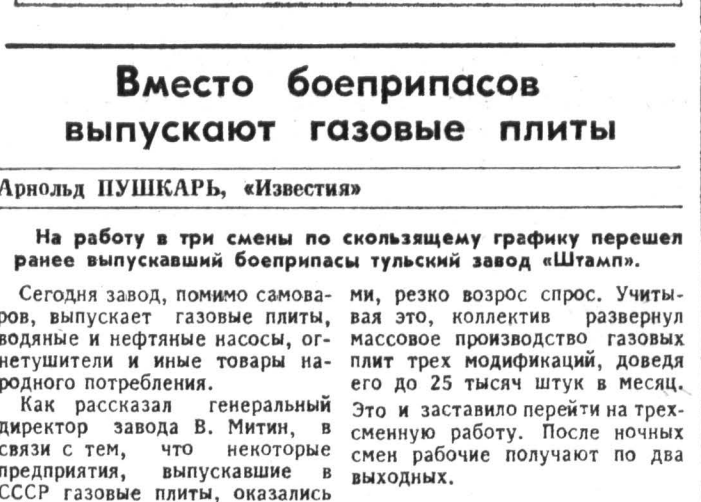 Вместо боеприпасов
выпускают газовые плиты
Арнольд ПУШКАРЬ, «Известия»
На работу в три смены по скользящему графику перешел
ранее выпускавший боеприпасы тульский завод «Штамп».
Сегодня завод, помимо самова-
ров, выпускает газовые плиты,
водяные и нефтяные насосы, ог-
нетушители и иные товары на-
родного потребления.
Как рассказал генеральный
директор завода В. Митин, в
связи с тем, что некоторые
предприятия, выпускавшие в
СССР газовые плиты, оказались
ми, резко возрос спрос. Учиты-
вая это, коллектив развернул
массовое производство газовых
плит трех модификаций, доведя
его до 25 тысяч штук в месяц.
Это и заставило перейти на трех-
сменную работу. После ночных
смен рабочие получают по два
выходных.